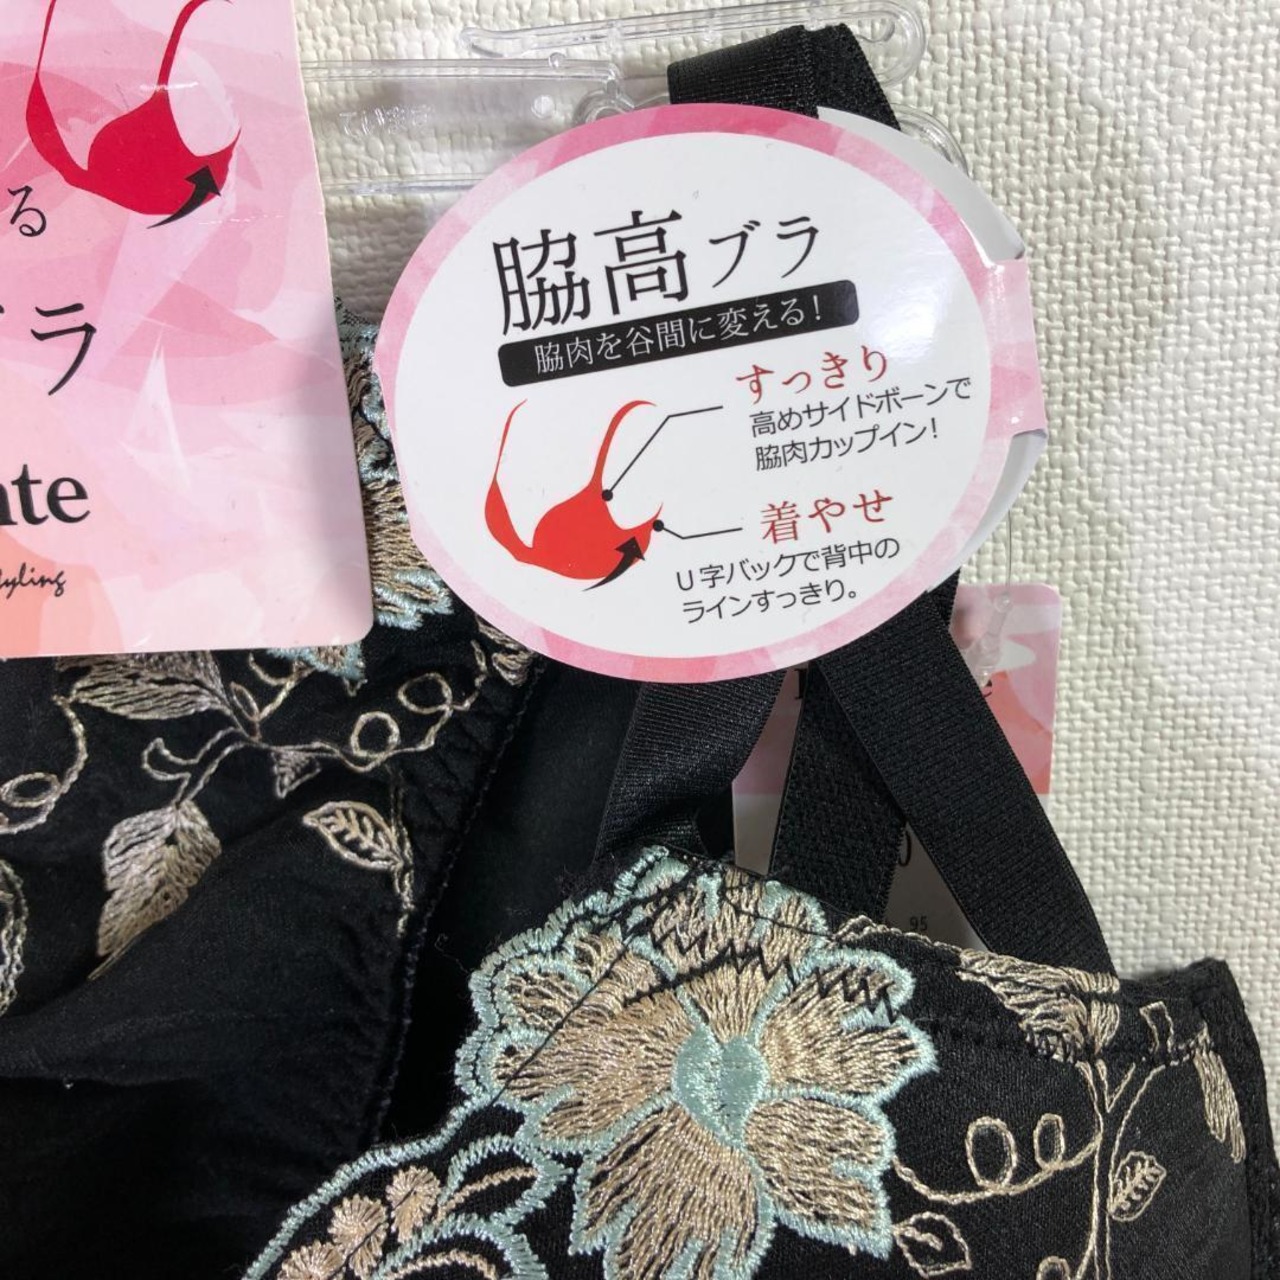 る
ラ
nte
脇高ブラ
脇肉を谷間に変える!
すっきり
高めサイドボーンで
脇肉カップイン!
着やせ
U字バックで背中の
ラインすっきり。
95